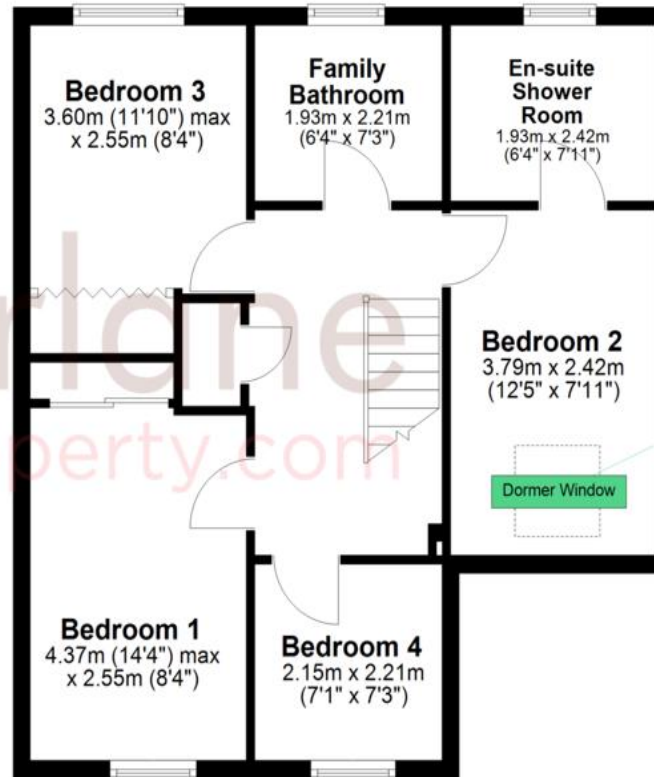 Bedroom 3
3.60m (11'10") max
x 2.55m (8'4")
Family
Bathroom
1.93m x 2.21m
(6'4" x 7'3")
En-suite
Shower
Room
1.93m x 2.42m
(6'4" x 7'11")
Bedroom 2
3.79m x 2.42m
(12'5" x 7'11")
Dormer Window
Bedroom 1
4.37m (14'4") max
x 2.55m (8'4")
Bedroom 4
2.15m x 2.21m
(7'1" x 7'3")
rlane
perty.com